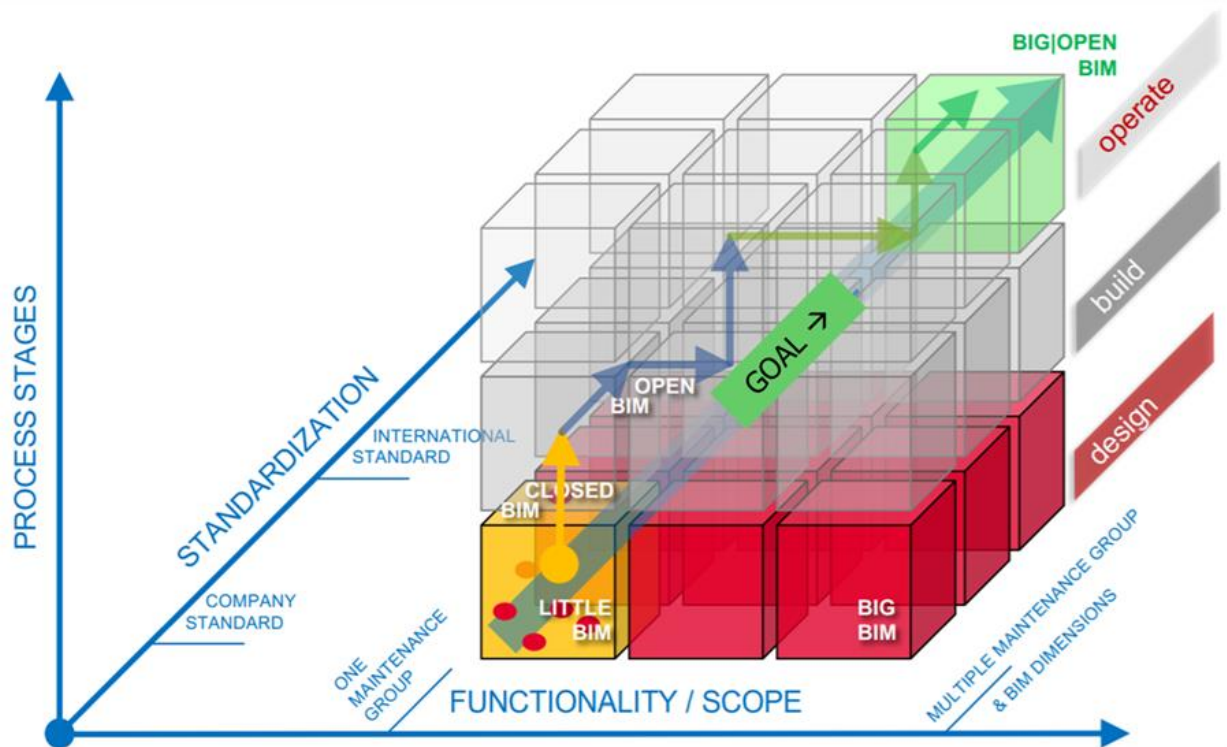 BIG|OPEN
BIM
operate
build
design
PROCESS STAGES
STANDARDIZATION
INTERNATIONAL
STANDARD
COMPANY
STANDARD
GOAL →
OPEN
BIM
CLOSED
BIM
LITTLE
BIM
BIG
BIM
ONE
MAINTENANCE
GROUP
FUNCTIONALITY / SCOPE
MULTIPLE MAINTENANCE GROUP
& BIM DIMENSIONS